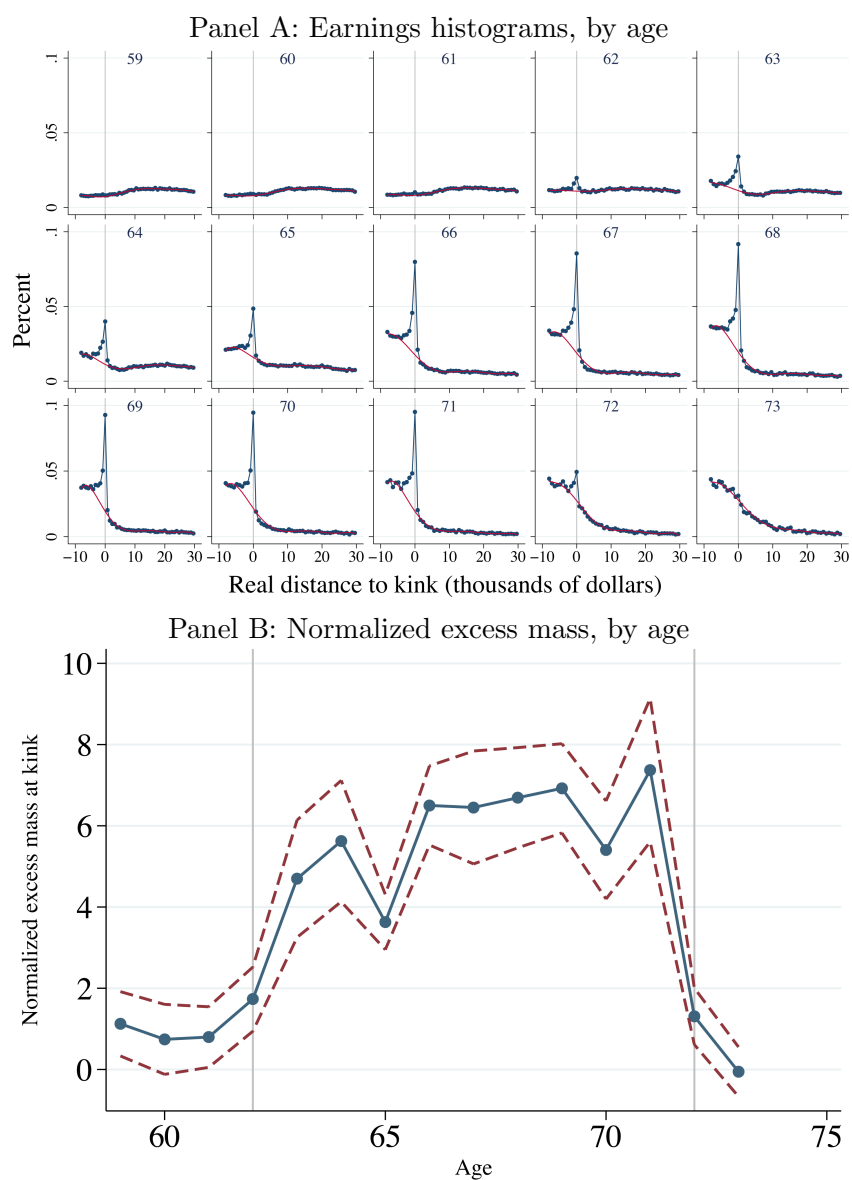 Panel A: Earnings histograms, by age
59 60 61 62 63
.1
.05
0
64 65 66 67 68
.1
.05
0
Percent
69 70 71 72 73
.1
.05
0
−10 0 10 20 30 −10 0 10 20 30 −10 0 10 20 30 −10 0 10 20 30 −10 0 10 20 30
Real distance to kink (thousands of dollars)
Panel B: Normalized excess mass, by age
10
8
6
4
2
0
Normalized excess mass at kink
60 65 70 75
Age